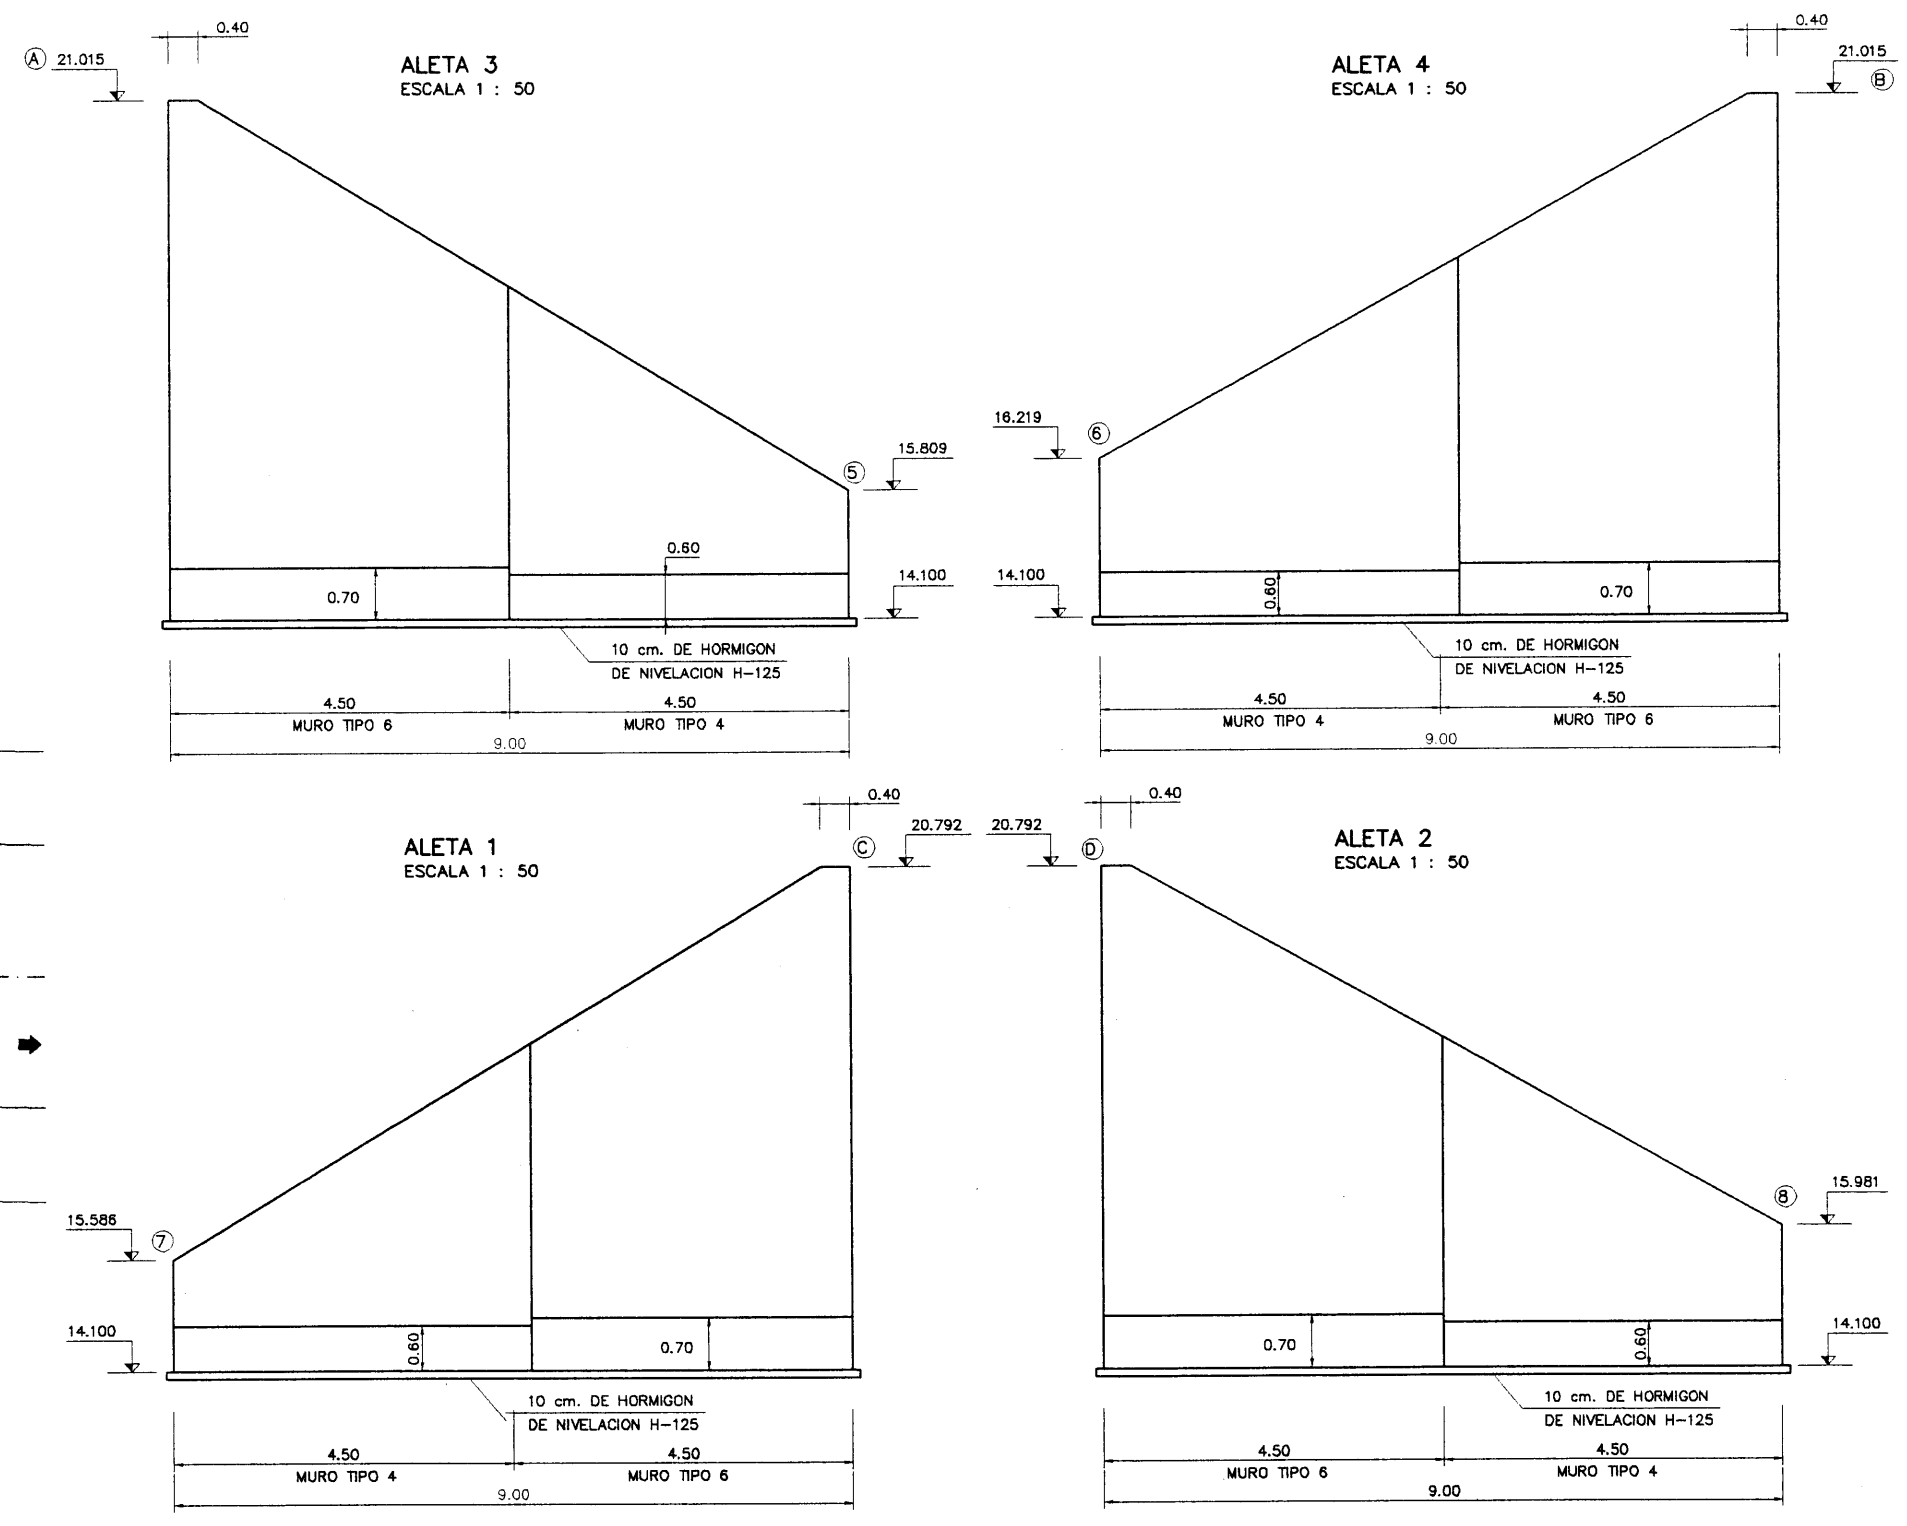 0.40
A 21.015
ALETA 3
ESCALA 1 : 50
5
15.809
0.60
0.70
14.100
10 cm. DE HORMIGON
DE NIVELACION H-125
4.50
4.50
MURO TIPO 6
MURO TIPO 4
9.00
0.40
21.015
B
ALETA 4
ESCALA 1 : 50
16.219
6
14.100
0.60
0.70
10 cm. DE HORMIGON
DE NIVELACION H-125
4.50
4.50
MURO TIPO 4
MURO TIPO 6
9.00
0.40
20.792
C
ALETA 1
ESCALA 1 : 50
15.586
7
14.100
0.60
0.70
10 cm. DE HORMIGON
DE NIVELACION H-125
4.50
4.50
MURO TIPO 4
MURO TIPO 6
9.00
0.40
20.792
D
ALETA 2
ESCALA 1 : 50
8
15.981
14.100
0.70
0.60
10 cm. DE HORMIGON
DE NIVELACION H-125
4.50
4.50
MURO TIPO 6
MURO TIPO 4
9.00